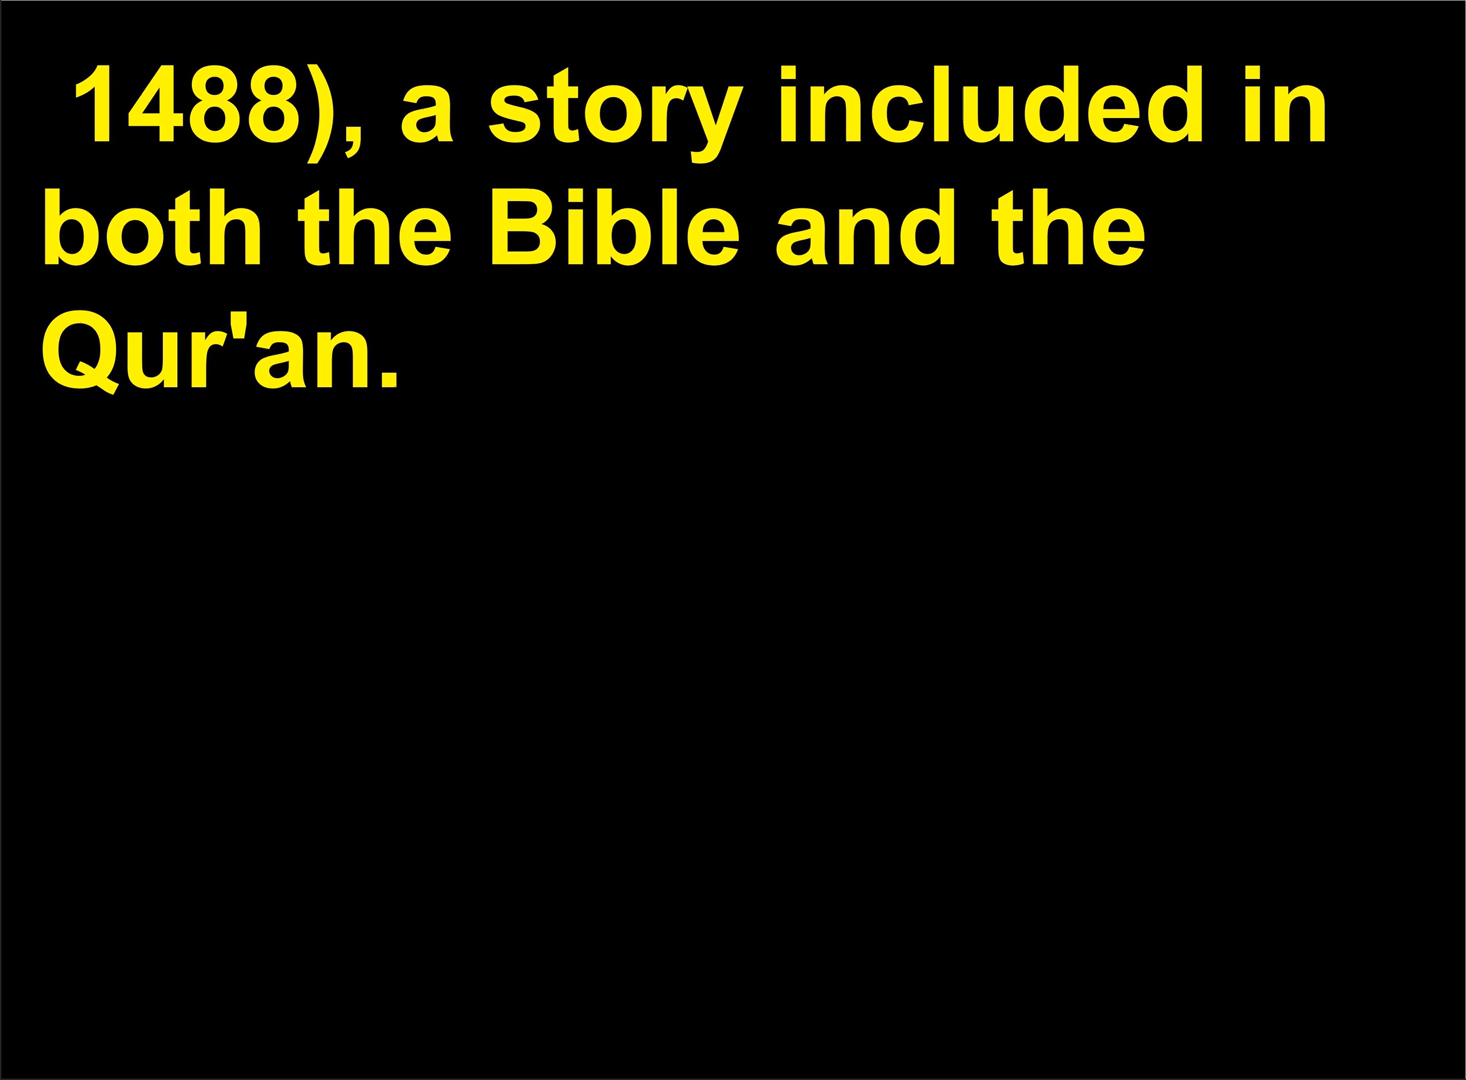 1488), a story included in
both the Bible and the
Qur'an.